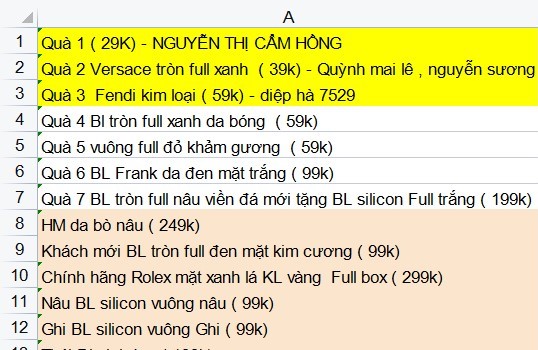 A
1 Quà 1 ( 29K) - NGUYỄN THỊ CẨM HỒNG
2 Quà 2 Versace tròn full xanh ( 39k) - Quỳnh mai lê , nguyễn sương
3 Quà 3 Fendi kim loại ( 59k) - diệp hà 7529
4 Quà 4 Bl tròn full xanh da bóng ( 59k)
5 Quà 5 vuông full đỏ khảm gương ( 59k)
6 Quà 6 BL Frank da đen mặt trắng ( 99k)
7 Quà 7 BL tròn full nâu viền đá mới tặng BL silicon Full trắng ( 199k)
8 HM da bò nâu ( 249k)
9 Khách mới BL tròn full đen mặt kim cương ( 99k)
10 Chính hãng Rolex mặt xanh lá KL vàng Full box ( 299k)
11 Nâu BL silicon vuông nâu ( 99k)
12 Ghi BL silicon vuông Ghi ( 99k)